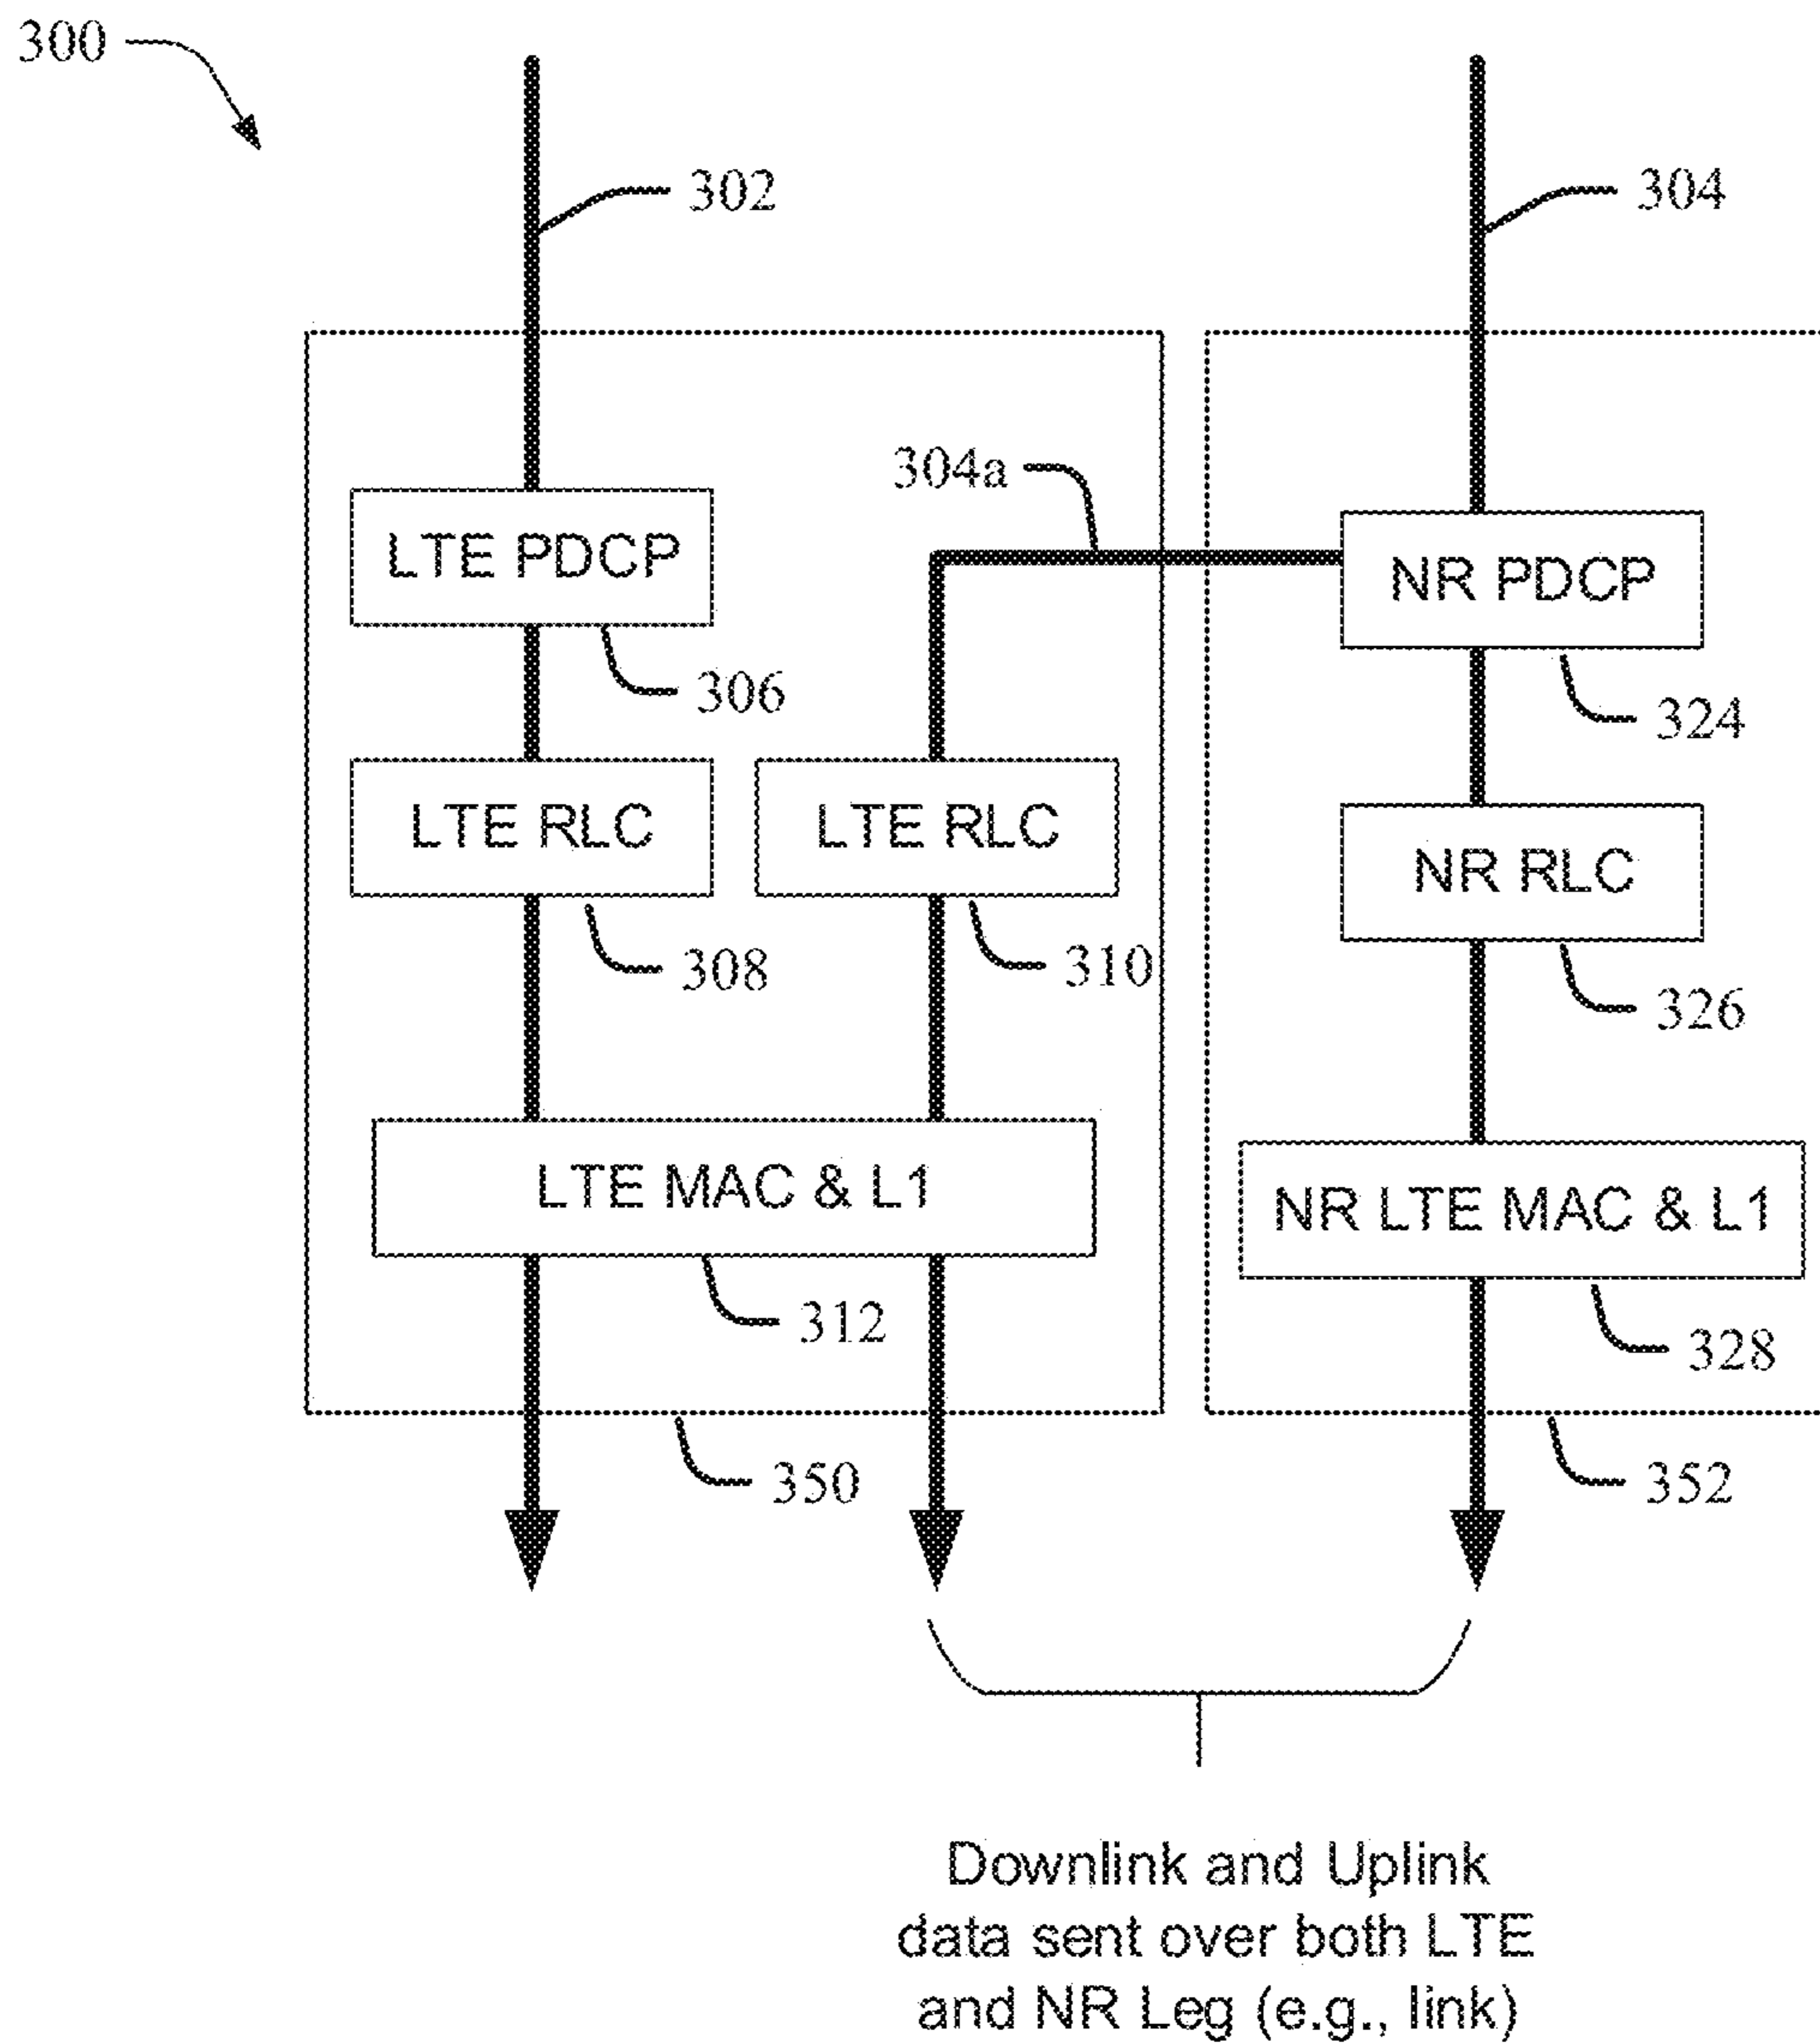 300
302
304
304a
LTE PDCP
NR PDCP
306
324
LTE RLC
LTE RLC
NR RLC
308
310
326
LTE MAC & L1
NR LTE MAC & L1
312
328
350
352
Downlink and Uplink
data sent over both LTE
and NR Leg (e.g., link)